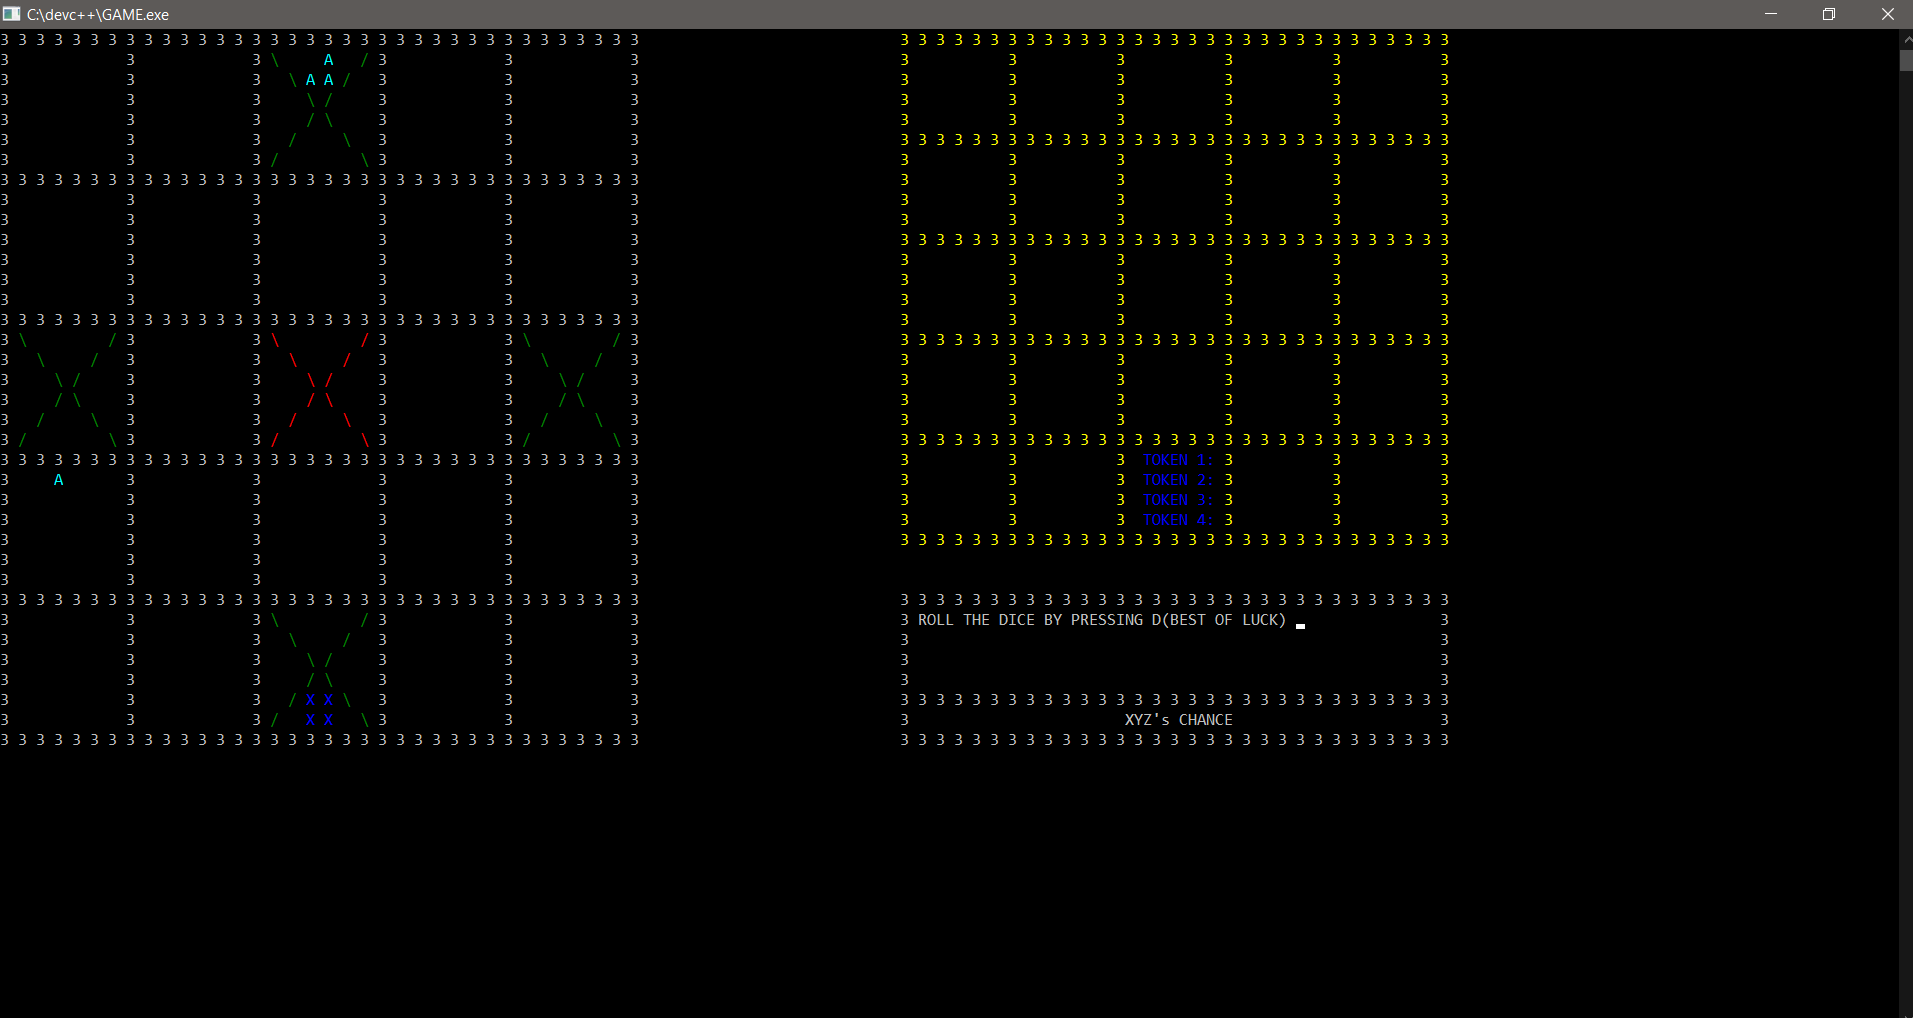 C:\devc++\GAME.exe
3 3 3 3 3 3 3 3 3 3 3 3 3 3 3 3 3 3 3 3 3 3 3 3 3 3 3 3 3 3 3 3 3 3 3 3 3 3 3 3 3 3 3 3 3 3 3 3 3 3 3 3 3 3 3 3 3 3 3 3 3 3 3 3 3 3 3
3 3 3 \ A / 3 3 3 3 3 3 3 3 3
3 3 3 \ A A / 3 3 3 3 3 3 3 3 3
3 3 3 \ / 3 3 3 3 3 3 3 3 3
3 3 3 / \ 3 3 3 3 3 3 3 3 3
3 3 3 / \ 3 3 3 3 3 3 3 3 3 3 3 3 3 3 3 3 3 3 3 3 3 3 3 3 3 3 3 3 3 3 3 3 3 3
3 3 3 / \ 3 3 3 3 3 3 3 3 3
3 3 3 3 3 3 3 3 3 3 3 3 3 3 3 3 3 3 3 3 3 3 3 3 3 3 3 3 3 3 3 3 3 3 3 3 3 3 3 3 3 3
3 3 3 3 3 3 3 3 3 3 3 3
3 3 3 3 3 3 3 3 3 3 3 3
3 3 3 3 3 3 3 3 3 3 3 3 3 3 3 3 3 3 3 3 3 3 3 3 3 3 3 3 3 3 3 3 3 3 3 3 3
3 3 3 3 3 3 3 3 3 3 3 3
3 3 3 3 3 3 3 3 3 3 3 3
3 3 3 3 3 3 3 3 3 3 3 3
3 3 3 3 3 3 3 3 3 3 3 3 3 3 3 3 3 3 3 3 3 3 3 3 3 3 3 3 3 3 3 3 3 3 3 3 3 3 3 3 3 3
3 \ / 3 3 \ / 3 3 \ / 3 3 3 3 3 3 3 3 3 3 3 3 3 3 3 3 3 3 3 3 3 3 3 3 3 3 3 3 3 3 3 3
3 \ / 3 3 \ / 3 3 \ / 3 3 3 3 3 3 3
3 \ / 3 3 \ / 3 3 \ / 3 3 3 3 3 3 3
3 / \ 3 3 / \ 3 3 / \ 3 3 3 3 3 3 3
3 / \ 3 3 / \ 3 3 / \ 3 3 3 3 3 3 3
3 / \ 3 3 / \ 3 3 / \ 3 3 3 3 3 3 3 3 3 3 3 3 3 3 3 3 3 3 3 3 3 3 3 3 3 3 3 3 3 3 3 3
3 3 3 3 3 3 3 3 3 3 3 3 3 3 3 3 3 3 3 3 3 3 3 3 3 3 3 3 3 3 3 3 3 3 3 3 3 3 3 TOKEN 1: 3 3 3
3 A 3 3 3 3 3 3 3 3 TOKEN 2: 3 3 3
3 3 3 3 3 3 3 3 3 TOKEN 3: 3 3 3
3 3 3 3 3 3 3 3 3 TOKEN 4: 3 3 3
3 3 3 3 3 3 3 3 3 3 3 3 3 3 3 3 3 3 3 3 3 3 3 3 3 3 3 3 3 3 3 3 3 3 3 3 3
3 3 3 3 3 3
3 3 3 3 3 3
3 3 3 3 3 3 3 3 3 3 3 3 3 3 3 3 3 3 3 3 3 3 3 3 3 3 3 3 3 3 3 3 3 3 3 3 3 3 3 3 3 3 3 3 3 3 3 3 3 3 3 3 3 3 3 3 3 3 3 3 3 3 3 3 3 3 3
3 3 3 \ / 3 3 3 3 ROLL THE DICE BY PRESSING D(BEST OF LUCK) 3
3 3 3 \ / 3 3 3 3 3
3 3 3 \ / 3 3 3 3 3
3 3 3 / \ 3 3 3 3 3
3 3 3 / X X \ 3 3 3 3 3 3 3 3 3 3 3 3 3 3 3 3 3 3 3 3 3 3 3 3 3 3 3 3 3 3 3 3 3 3
3 3 3 / X X \ 3 3 3 3 XYZ's CHANCE 3
3 3 3 3 3 3 3 3 3 3 3 3 3 3 3 3 3 3 3 3 3 3 3 3 3 3 3 3 3 3 3 3 3 3 3 3 3 3 3 3 3 3 3 3 3 3 3 3 3 3 3 3 3 3 3 3 3 3 3 3 3 3 3 3 3 3 3